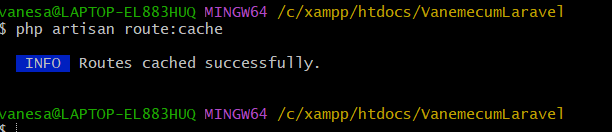 vanesa@LAPTOP-EL883HUQ MINGW64 /c/xampp/htdocs/VanemecumLaravel
$ php artisan route:cache
INFO Routes cached successfully.
vanesa@LAPTOP-EL883HUQ MINGW64 /c/xampp/htdocs/VanemecumLaravel
$